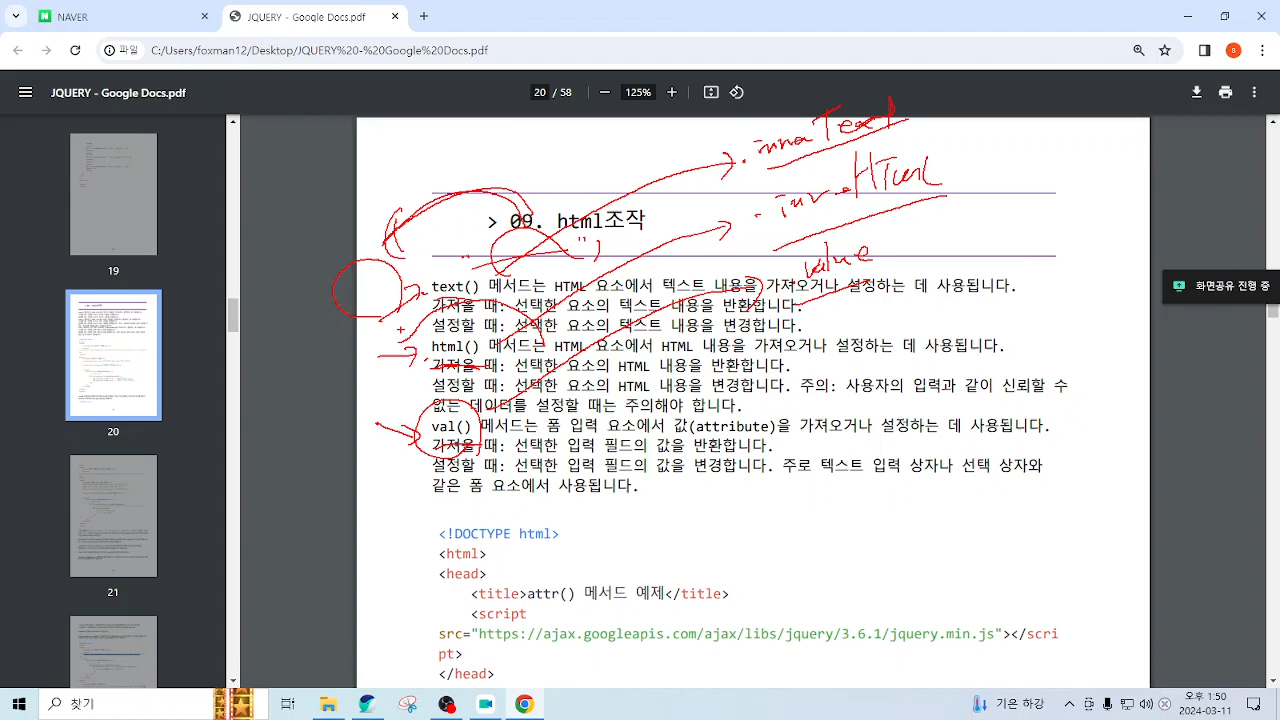 NAVER
JQUERY - Google Docs.pdf
파일
C:/Users/foxman12/Desktop/JQUERY%20-%20Google%20Docs.pdf
JQUERY - Google Docs.pdf
20 / 58
125%
19
20
21
innerText
innerHTML
value
> 09. html조작
text() 메서드는 HTML 요소에서 텍스트 내용을 가져오거나 설정하는 데 사용됩니다.
가져올 때: 선택한 요소의 텍스트 내용을 반환합니다.
설정할 때: 선택한 요소의 텍스트 내용을 변경합니다.
html() 메서드는 HTML 요소에서 HTML 내용을 가져오거나 설정하는 데 사용됩니다.
가져올 때: 선택한 요소의 HTML 내용을 반환합니다.
설정할 때: 선택한 요소의 HTML 내용을 변경합니다. 주의: 사용자의 입력과 같이 신뢰할 수
없는 데이터를 설정할 때는 주의해야 합니다.
val() 메서드는 폼 입력 요소에서 값(attribute)을 가져오거나 설정하는 데 사용됩니다.
가져올 때: 선택한 입력 필드의 값을 반환합니다.
설정할 때: 선택한 입력 필드의 값을 변경합니다. 주로 텍스트 입력 상자나 선택 상자와
같은 폼 요소에서 사용됩니다.
<!DOCTYPE html>
<html>
<head>
<title>attr() 메서드 예제</title>
<script
src="https://ajax.googleapis.com/ajax/libs/jquery/3.6.1/jquery.min.js"></scri
pt>
</head>
찾기
기온 하강
오후 1:50
2024-03-11